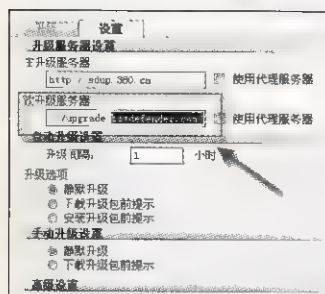 设置
升级服务器设置
主升级服务器
http / sdup.360.cn
使用代理服务器
次升级服务器
/upgrade bitdefender.com
使用代理服务器
自动升级设置
升级间隔: 1 小时
升级选项
静默升级
下载升级包前提示
安装升级包前提示
手动升级设置
静默升级
下载升级包前提示
高级设置